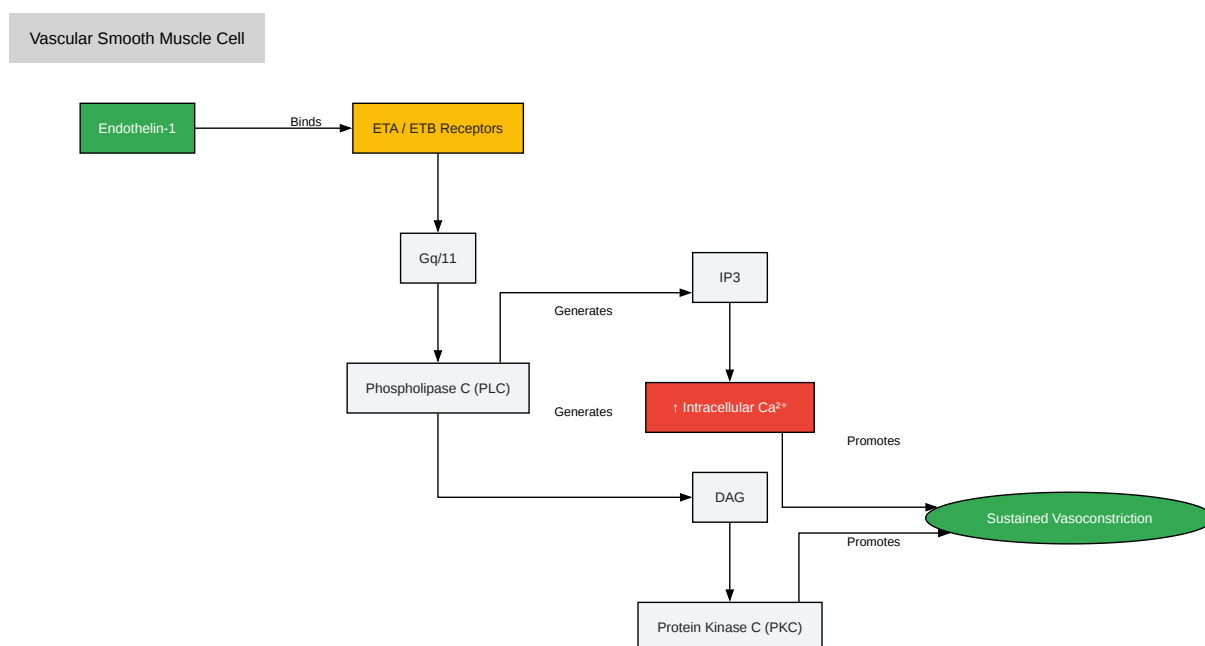 Vascular Smooth Muscle Cell
Endothelin-1
Binds
ETA / ETB Receptors
Gq/11
IP3
Generates
Phospholipase C (PLC)
Generates
↑ Intracellular Ca²⁺
Promotes
DAG
Sustained Vasoconstriction
Promotes
Protein Kinase C (PKC)